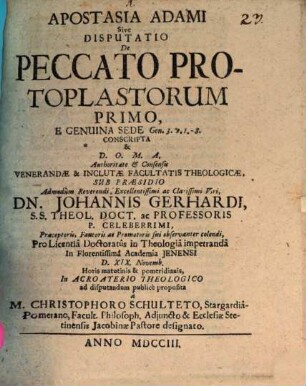 A.
APOSTASIA ADAMI
Sive
DISPUTATIO
De
PECCATO PRO-
TOPLASTORUM
PRIMO,
E GENUINA SEDE Gen. 3. v. 1.-8.
CONSCRIPTA
&
D. O. M. A.
Authoritate & Consensu
VENERANDÆ & INCLUTÆ FACULTATIS THEOLOGICÆ,
SUB PRÆSIDIO
Admodum Reverendi, Excellentissimi ac Clarissimi Viri,
DN. JOHANNIS GERHARDI,
S.S. THEOL. DOCT. ac PROFESSORIS
P. CELEBERRIMI,
Præceptoris, Fautoris ac Promotoris sui observanter colendi,
Pro Licentiâ Doctoratus in Theologiâ impetrandâ
In Florentissimâ Academia JENENSI
D. XIX. Novemb.
Horis matutinis & pomeridianis,
In ACROATERIO THEOLOGICO
ad disputandum publicè proposita
à
M. CHRISTOPHORO SCHULTETO, Stargardiâ-
Pomerano, Facult. Philosoph. Adjuncto & Ecclesiæ Ste-
tinensis Jacobinæ Pastore designato.
ANNO MDCCIII.